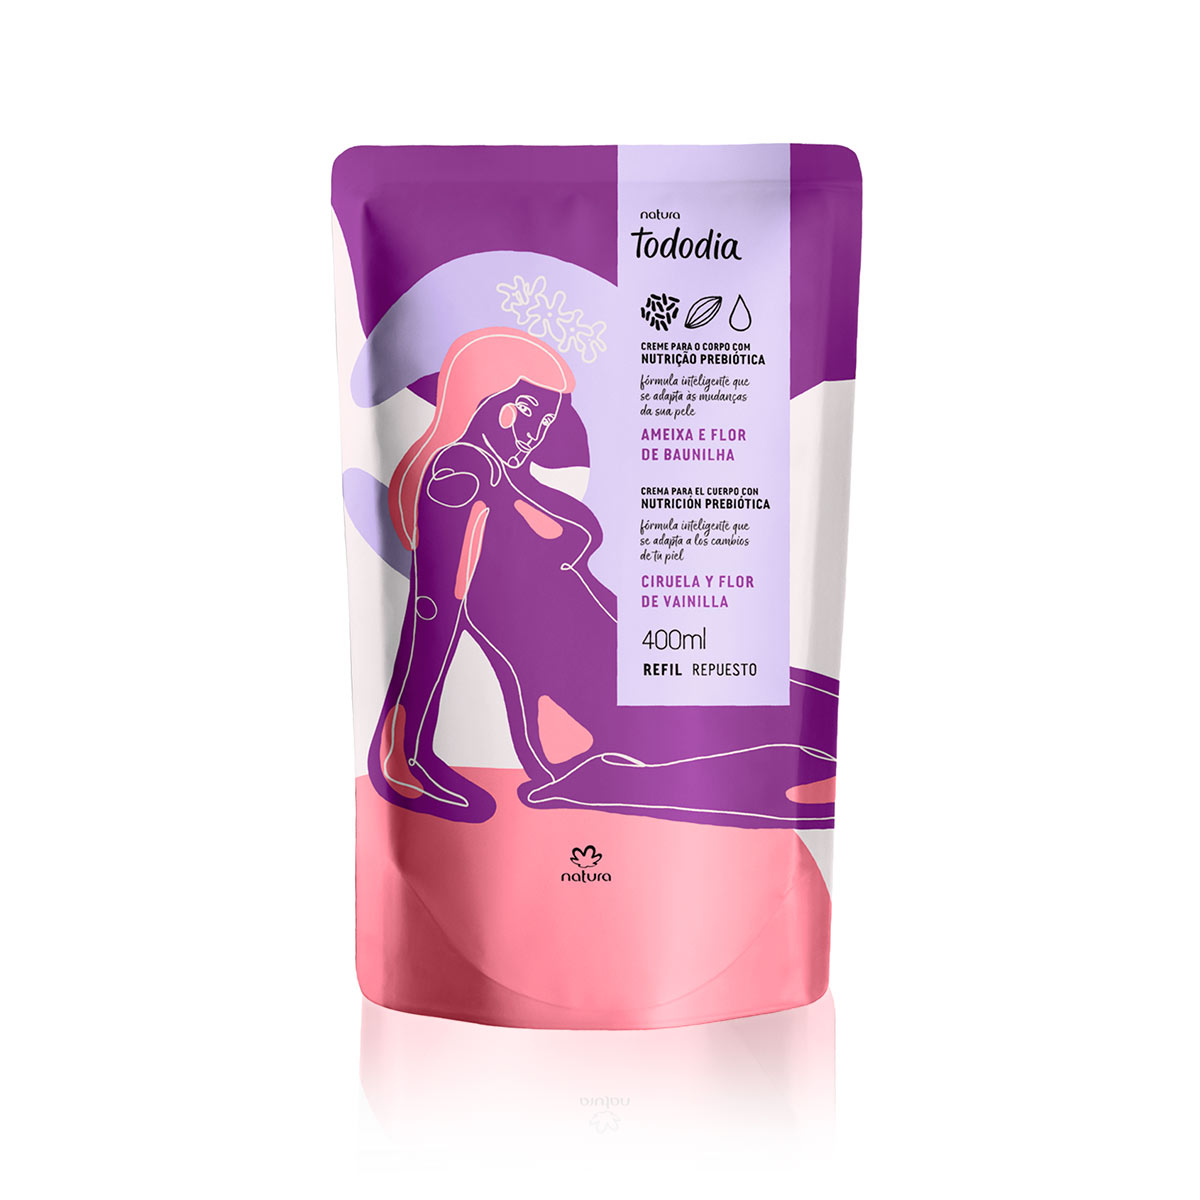 natura
Tododia
CREME PARA O CORPO COM
NUTRIÇÃO PREBIÓTICA
fórmula inteligente que
se adapta às mudanças
da sua pele
AMEIXA E FLOR
DE BAUNILHA
CREMA PARA EL CUERPO CON
NUTRICIÓN PREBIÓTICA
fórmula inteligente que
se adapta a los cambios
de tu piel
CIRUELA Y FLOR
DE VAINILLA
400ml
REFIL REPUESTO
natura